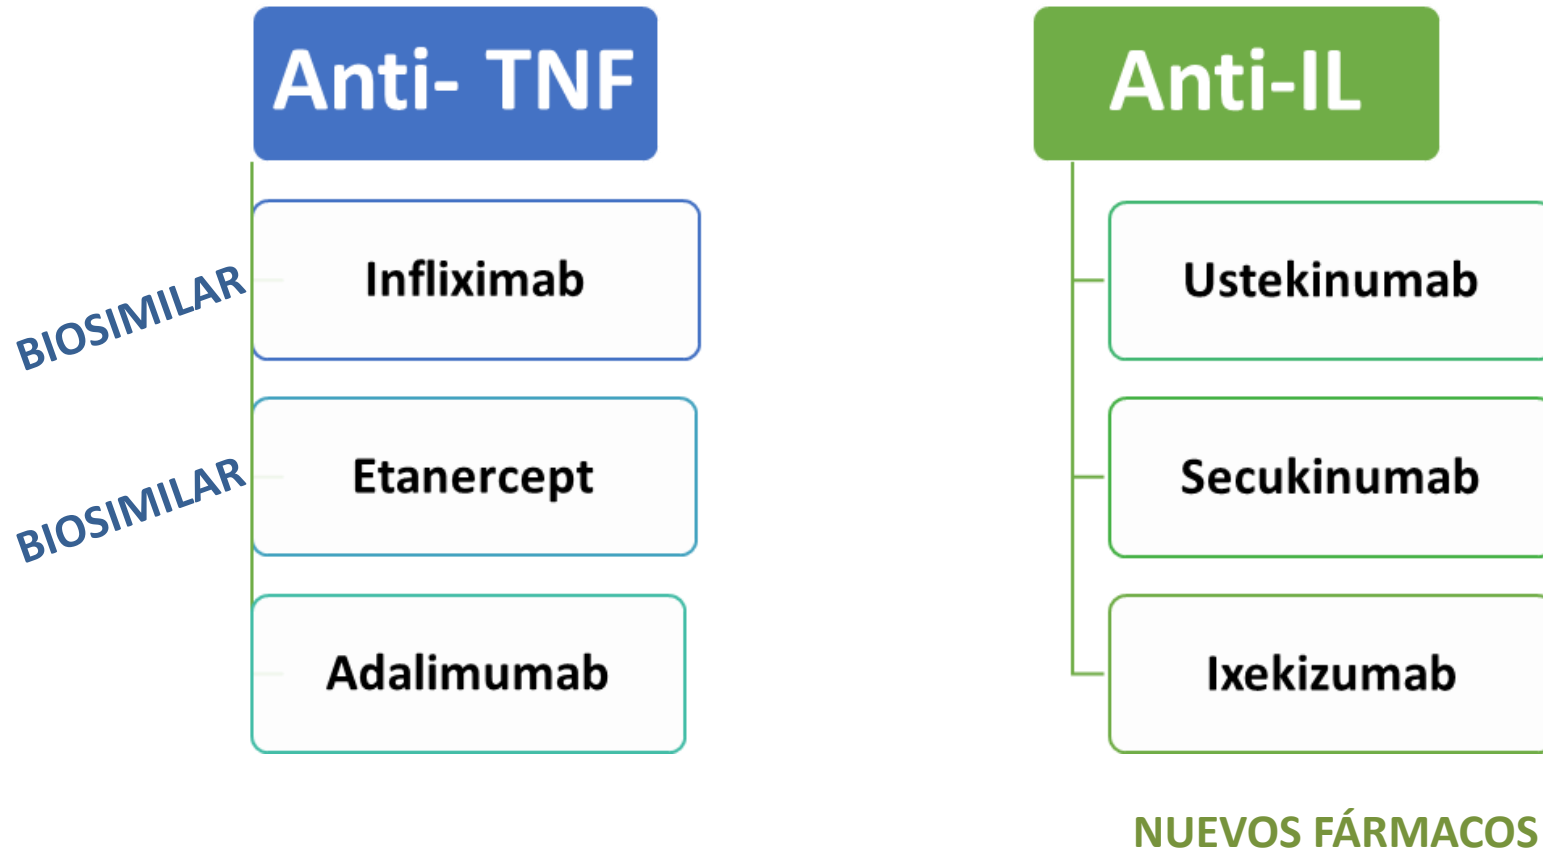 Anti- TNF
BIOSIMILAR
Infliximab
BIOSIMILAR
Etanercept
Adalimumab
Anti-IL
Ustekinumab
Secukinumab
Ixekizumab
NUEVOS FÁRMACOS